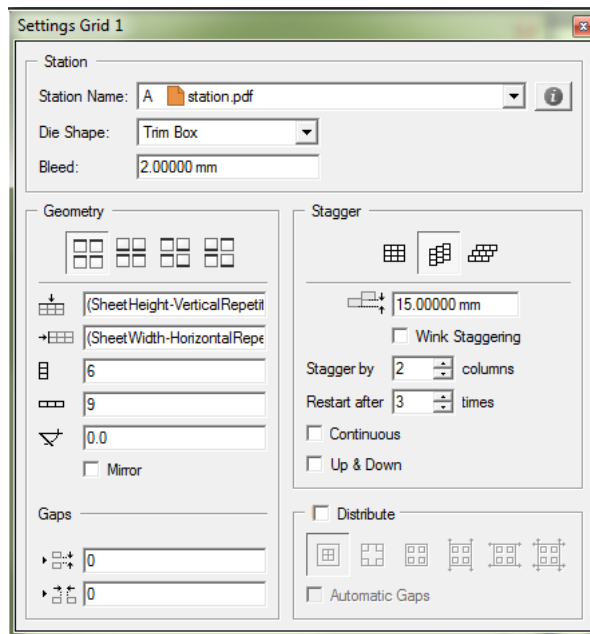 Settings Grid 1
Station
Station Name: A station.pdf
Die Shape: Trim Box
Bleed: 2.00000 mm
Geometry
(SheetHeight-VerticalRepetit
(SheetWidth-HorizontalRepe
6
9
0.0
Mirror
Gaps
0
0
Stagger
15.00000 mm
Wink Staggering
Stagger by 2 columns
Restart after 3 times
Continuous
Up & Down
Distribute
Automatic Gaps